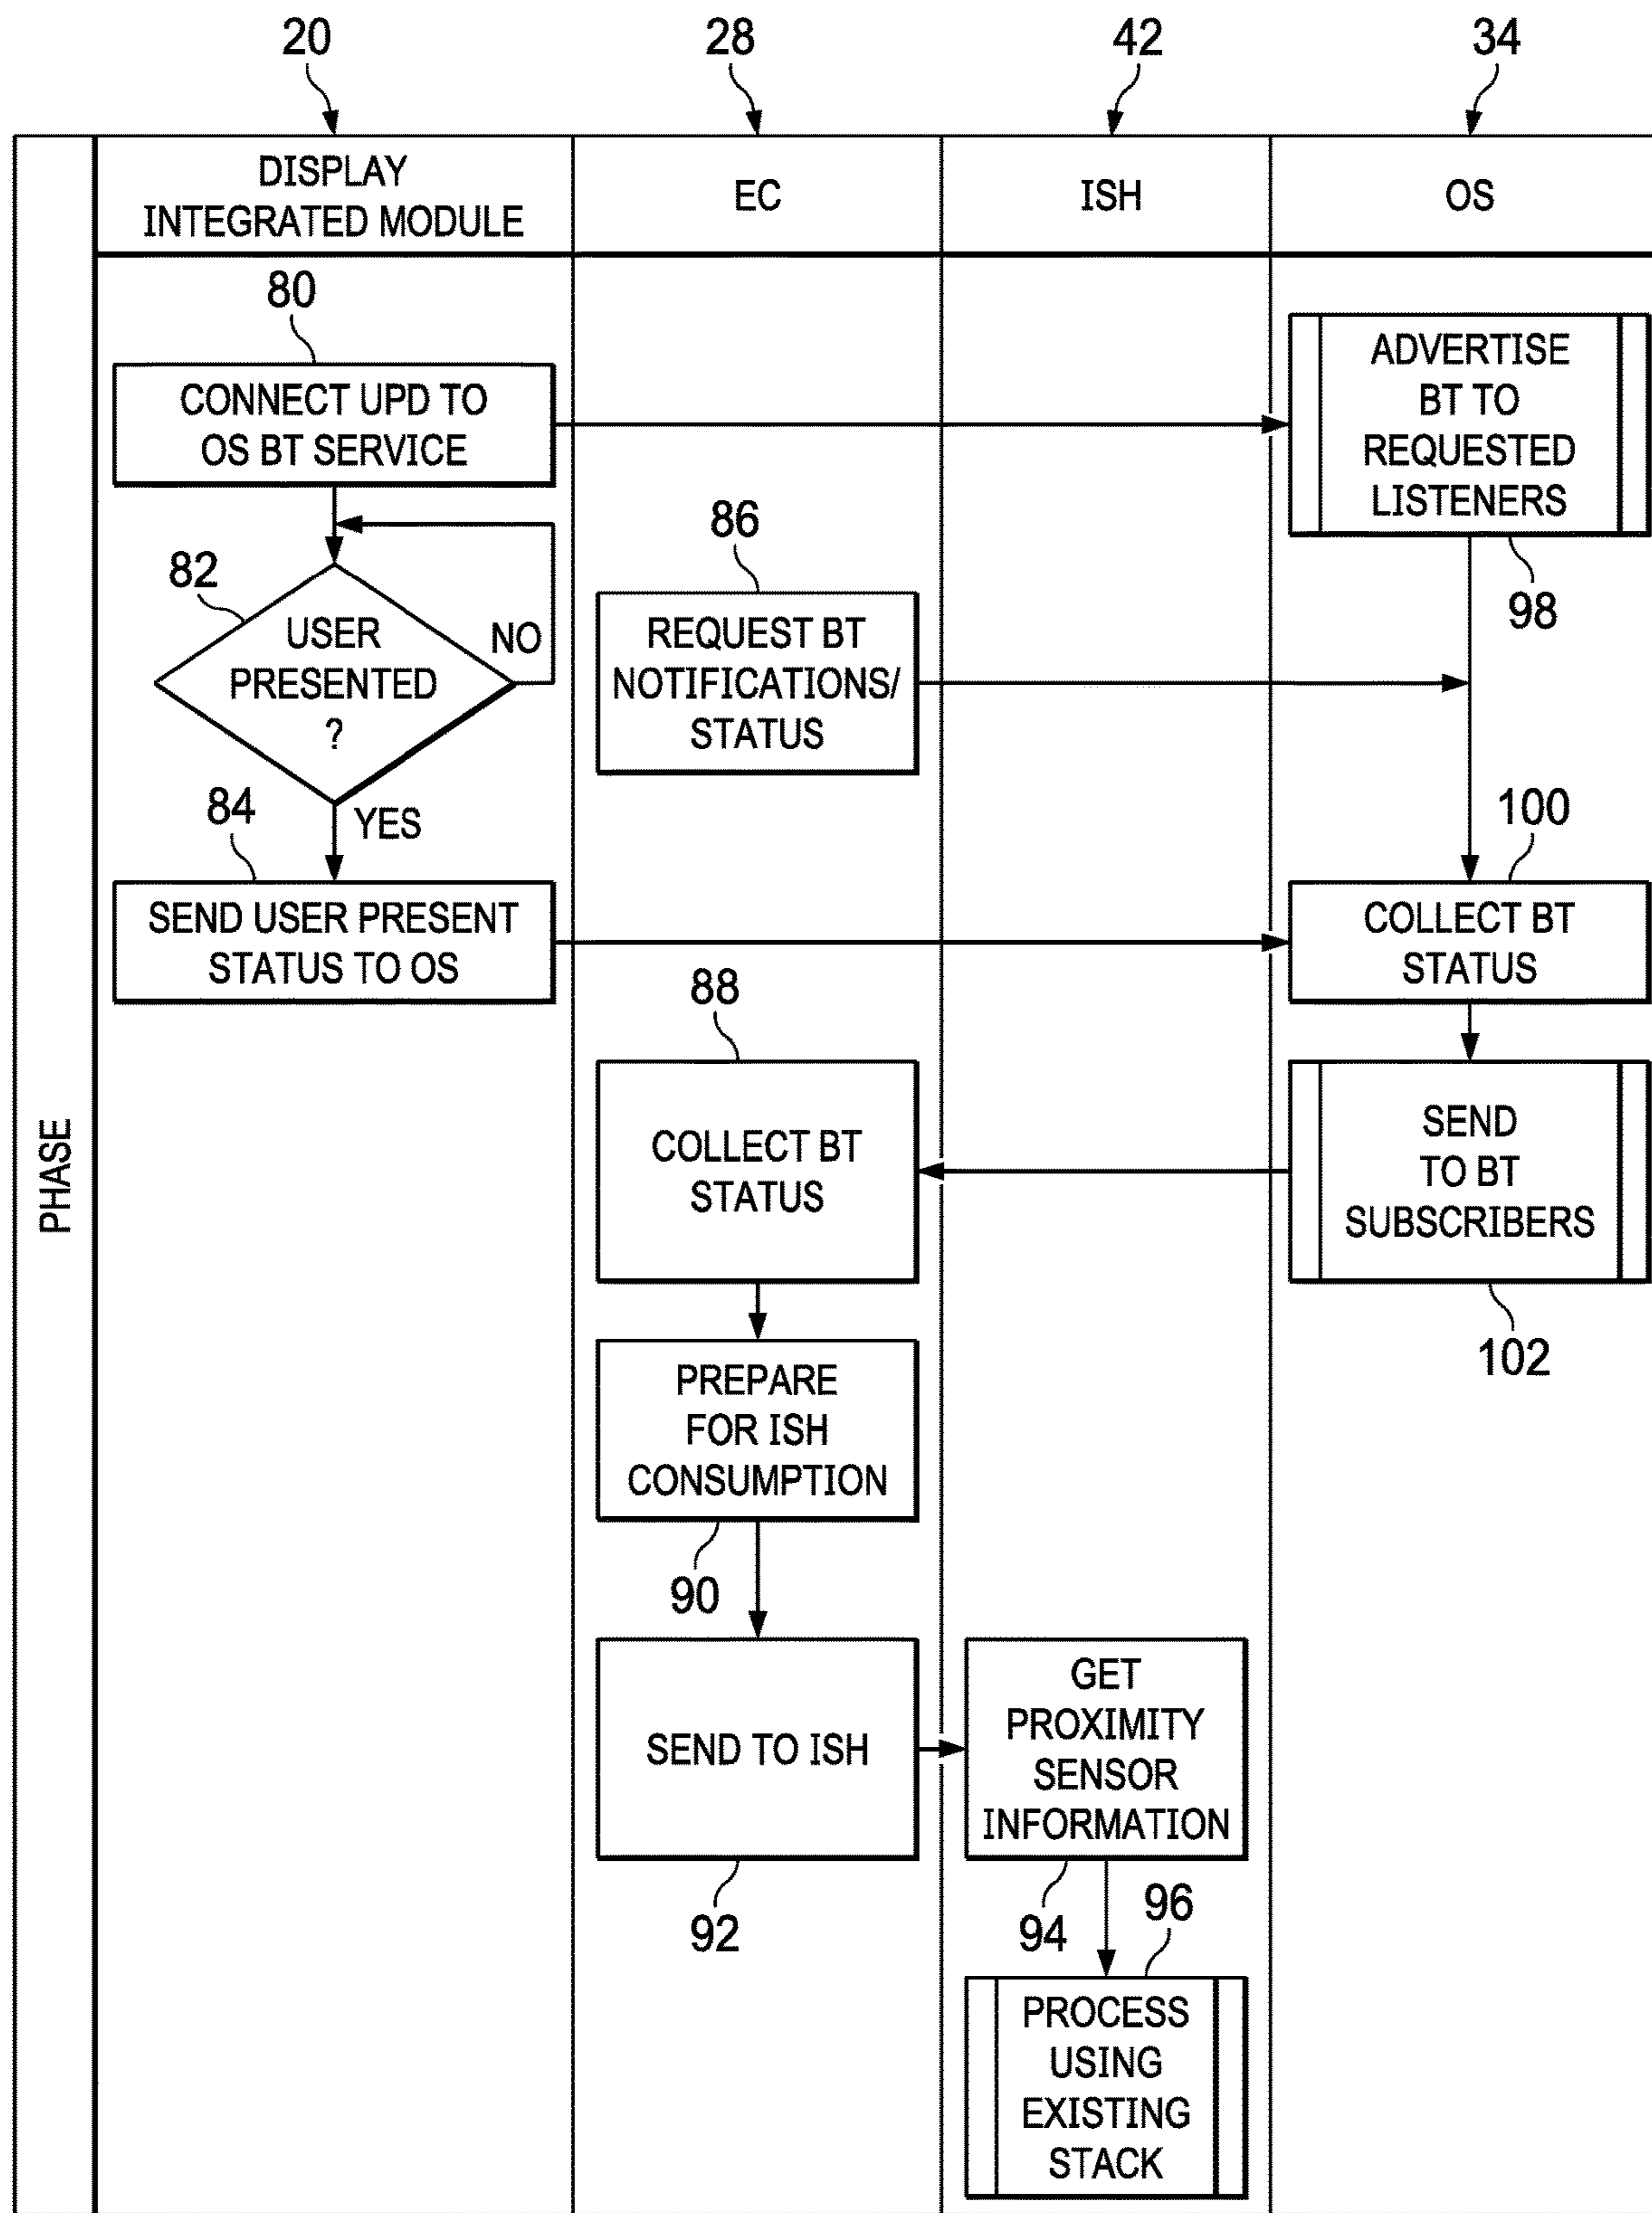 20
28
42
34
DISPLAY
INTEGRATED MODULE
EC
ISH
OS
PHASE
80
CONNECT UPD TO
OS BT SERVICE
ADVERTISE
BT TO
REQUESTED
LISTENERS
98
82
USER
PRESENTED
?
NO
YES
86
REQUEST BT
NOTIFICATIONS/
STATUS
84
SEND USER PRESENT
STATUS TO OS
100
COLLECT BT
STATUS
88
COLLECT BT
STATUS
SEND
TO BT
SUBSCRIBERS
102
PREPARE
FOR ISH
CONSUMPTION
90
SEND TO ISH
92
GET
PROXIMITY
SENSOR
INFORMATION
94
96
PROCESS
USING
EXISTING
STACK